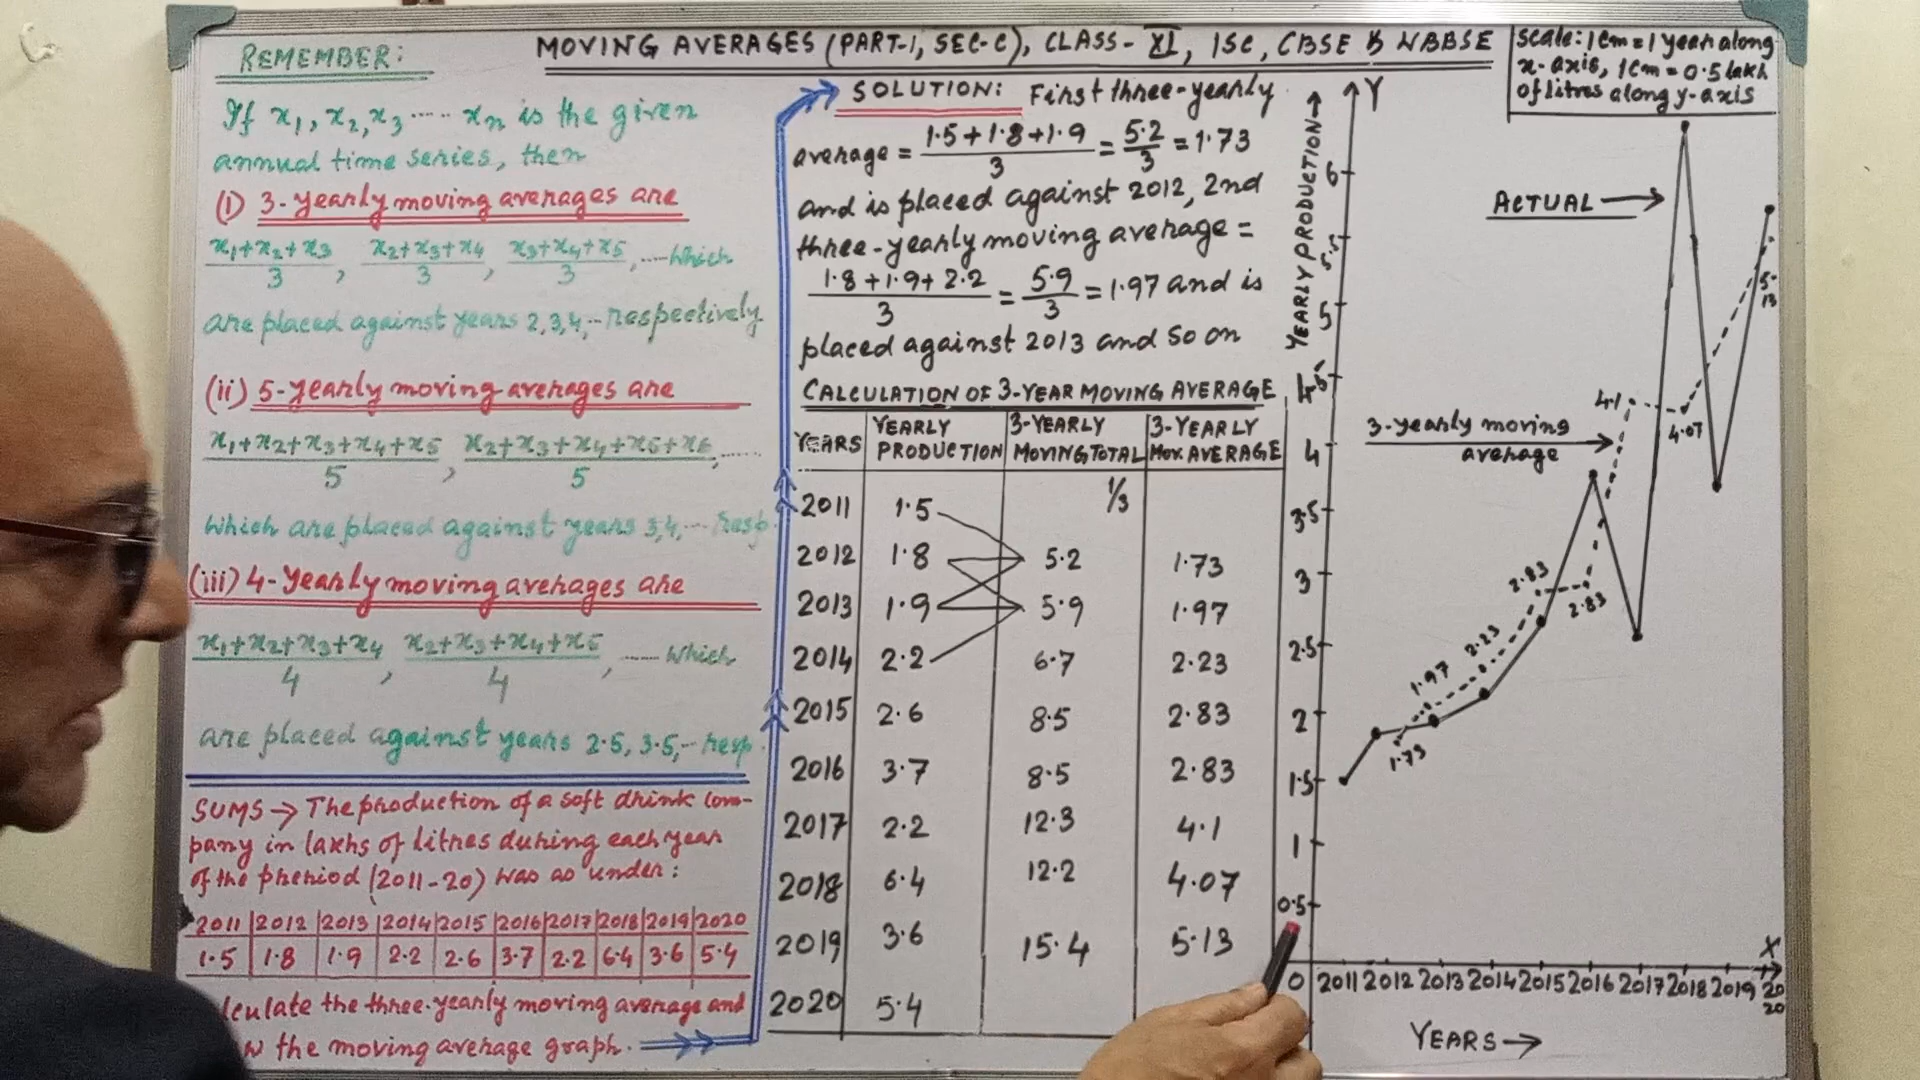 MOVING AVERAGES (PART-1, SEC-C), CLASS-XI, ISC, CBSE & WBBSE
REMEMBER:
If x₁, x₂, x₃ ..... xn is the given
annual time series, then
(i) 3-yearly moving averages are
x₁+x₂+x₃/3, x₂+x₃+x₄/3, x₃+x₄+x₅/3, ....which
are placed against years 2,3,4,.. respectively
(ii) 5-yearly moving averages are
x₁+x₂+x₃+x₄+x₅/5, x₂+x₃+x₄+x₅+x₆/5, .....
which are placed against years 3,4, ... resp.
(iii) 4-yearly moving averages are
x₁+x₂+x₃+x₄/4, x₂+x₃+x₄+x₅/4, ..... which
are placed against years 2.5, 3.5,.. resp.
SUMS → The production of a soft drink com-
pany in lakhs of litres during each year
of the pheriod (2011-20) was as under:
2011 2012 2013 2014 2015 2016 2017 2018 2019 2020
1.5 1.8 1.9 2.2 2.6 3.7 2.2 6.4 3.6 5.4
lculate the three-yearly moving average and
w the moving average graph.
SOLUTION: First three-yearly
average = 1.5+1.8+1.9/3 = 5.2/3 = 1.73
and is placed against 2012, 2nd
three-yearly moving average =
1.8+1.9+2.2/3 = 5.9/3 = 1.97 and is
placed against 2013 and so on
CALCULATION OF 3-YEAR MOVING AVERAGE
YEARS YEARLY PRODUCTION 3-YEARLY MOVING TOTAL 3-YEARLY MOV. AVERAGE
1/3
2011 1.5
2012 1.8 5.2 1.73
2013 1.9 5.9 1.97
2014 2.2 6.7 2.23
2015 2.6 8.5 2.83
2016 3.7 8.5 2.83
2017 2.2 12.3 4.1
2018 6.4 12.2 4.07
2019 3.6 15.4 5.13
2020 5.4
Scale: 1cm = 1 year along
x-axis, 1cm = 0.5 lakh
of litres along y-axis
YEARLY PRODUCTION →
Y
6
5.5
5
4.5
4
3.5
3
2.5
2
1.5
1
0.5
0
ACTUAL →
3-yearly moving
average
1.73
1.97
2.23
2.83
2.83
4.1
4.07
5.13
X
2011 2012 2013 2014 2015 2016 2017 2018 2019 2020
YEARS →